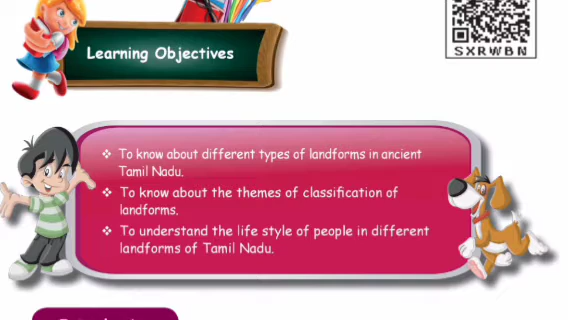 Learning Objectives
SXRWBN
❖ To know about different types of landforms in ancient
Tamil Nadu.
❖ To know about the themes of classification of
landforms.
❖ To understand the life style of people in different
landforms of Tamil Nadu.